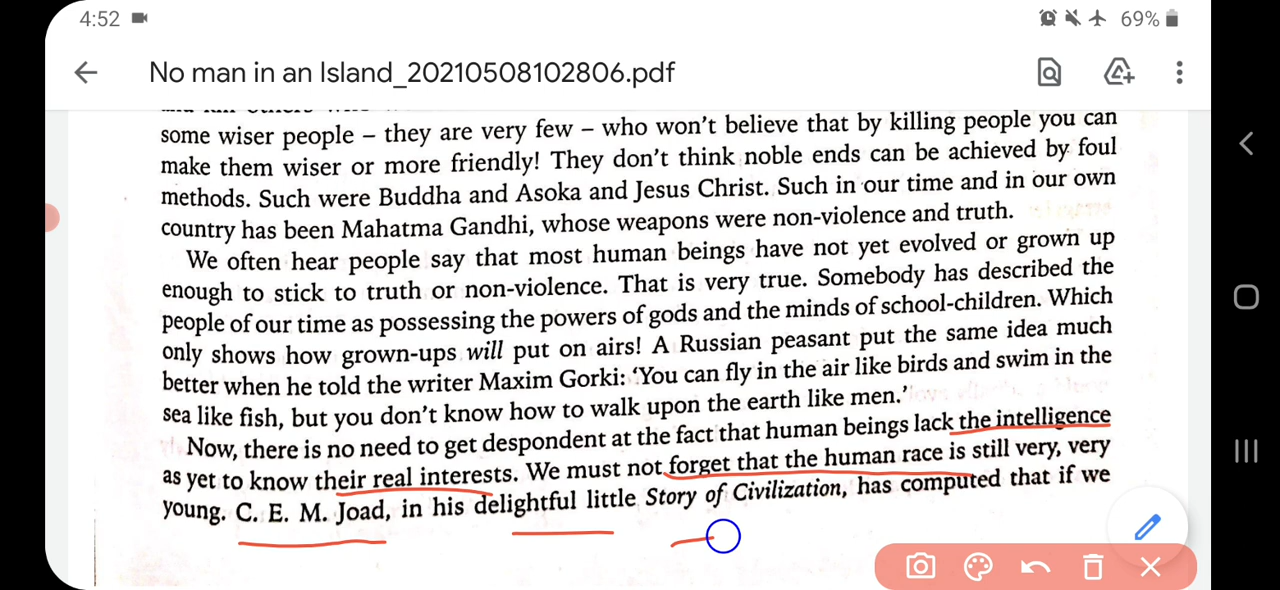 4:52
69%
No man in an Island_20210508102806.pdf
some wiser people – they are very few – who won't believe that by killing people you can
make them wiser or more friendly! They don't think noble ends can be achieved by foul
methods. Such were Buddha and Asoka and Jesus Christ. Such in our time and in our own
country has been Mahatma Gandhi, whose weapons were non-violence and truth.
We often hear people say that most human beings have not yet evolved or grown up
enough to stick to truth or non-violence. That is very true. Somebody has described the
people of our time as possessing the powers of gods and the minds of school-children. Which
only shows how grown-ups will put on airs! A Russian peasant put the same idea much
better when he told the writer Maxim Gorki: ‘You can fly in the air like birds and swim in the
sea like fish, but you don't know how to walk upon the earth like men.’
Now, there is no need to get despondent at the fact that human beings lack the intelligence
as yet to know their real interests. We must not forget that the human race is still very, very
young. C. E. M. Joad, in his delightful little Story of Civilization, has computed that if we